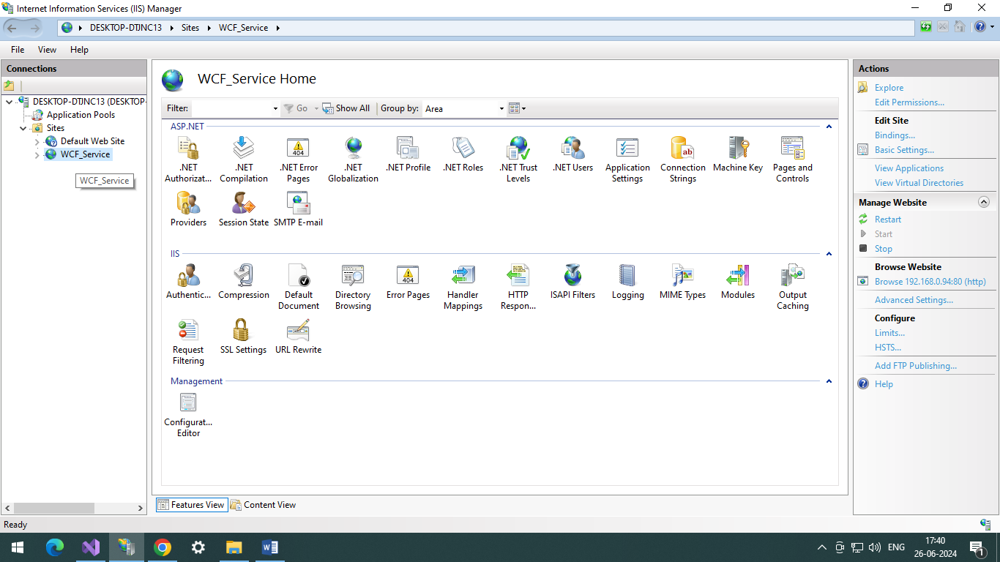 Internet Information Services (IIS) Manager
DESKTOP-DTJNC13 Sites WCF_Service
File View Help
Connections
DESKTOP-DTJNC13 (DESKTOP-
Application Pools
Sites
Default Web Site
WCF_Service
WCF_Service
WCF_Service Home
Filter: Go Show All Group by: Area
ASP.NET
.NET Authorizat...
.NET Compilation
.NET Error Pages
.NET Globalization
.NET Profile
.NET Roles
.NET Trust Levels
.NET Users
Application Settings
Connection Strings
Machine Key
Pages and Controls
Providers
Session State
SMTP E-mail
IIS
Authentic...
Compression
Default Document
Directory Browsing
Error Pages
Handler Mappings
HTTP Respon...
ISAPI Filters
Logging
MIME Types
Modules
Output Caching
Request Filtering
SSL Settings
URL Rewrite
Management
Configurat... Editor
Features View Content View
Actions
Explore
Edit Permissions...
Edit Site
Bindings...
Basic Settings...
View Applications
View Virtual Directories
Manage Website
Restart
Start
Stop
Browse Website
Browse 192.168.0.94:80 (http)
Advanced Settings...
Configure
Limits...
HSTS...
Add FTP Publishing...
Help
Ready
ENG
17:40
26-06-2024
1